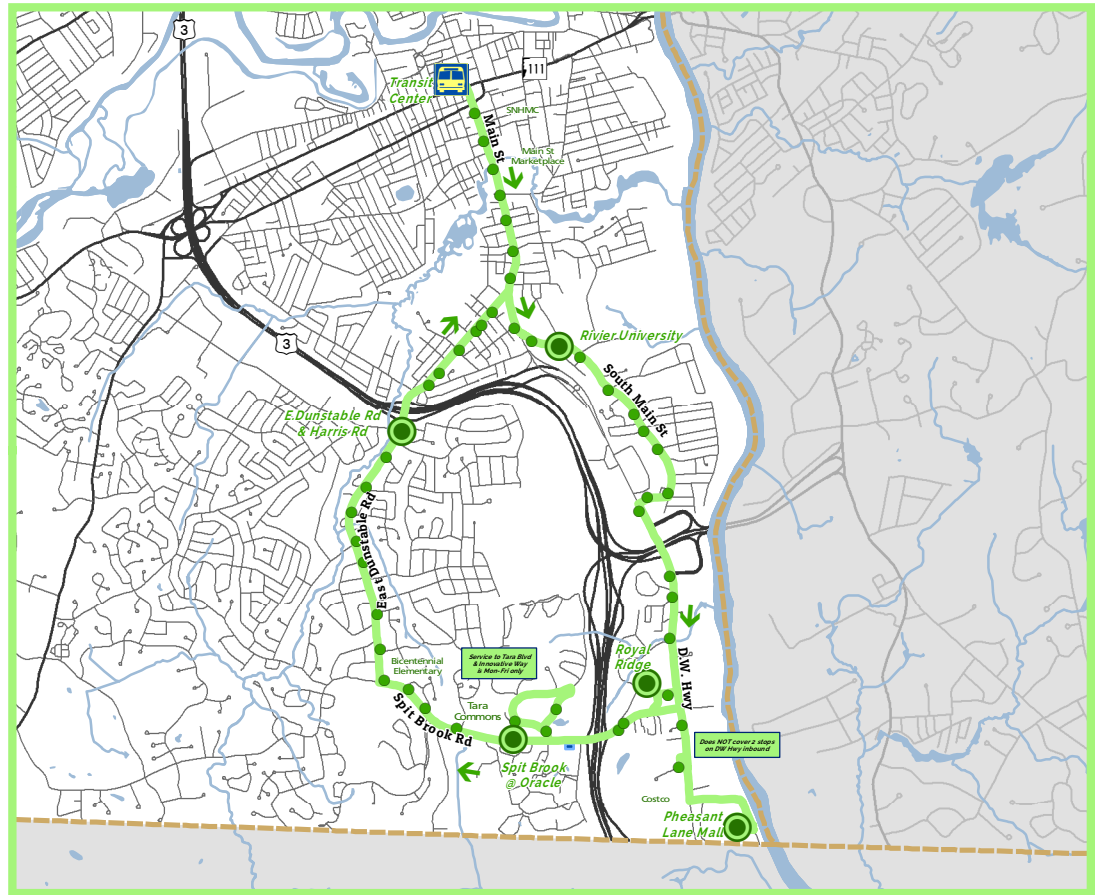 3
111
Transit
Center
SNHMC
Main St
Main St
Marketplace
3
Rivier University
South Main St
E.Dunstable Rd
& Harris Rd
East Dunstable Rd
Royal
Ridge
D.W. Hwy
Service to Tara Blvd
& Innovative Way
is Mon-Fri only
Bicentennial
Elementary
Tara
Commons
Spit Brook Rd
Does NOT cover 2 stops
on DW Hwy inbound
Spit Brook
@ Oracle
Costco
Pheasant
Lane Mall